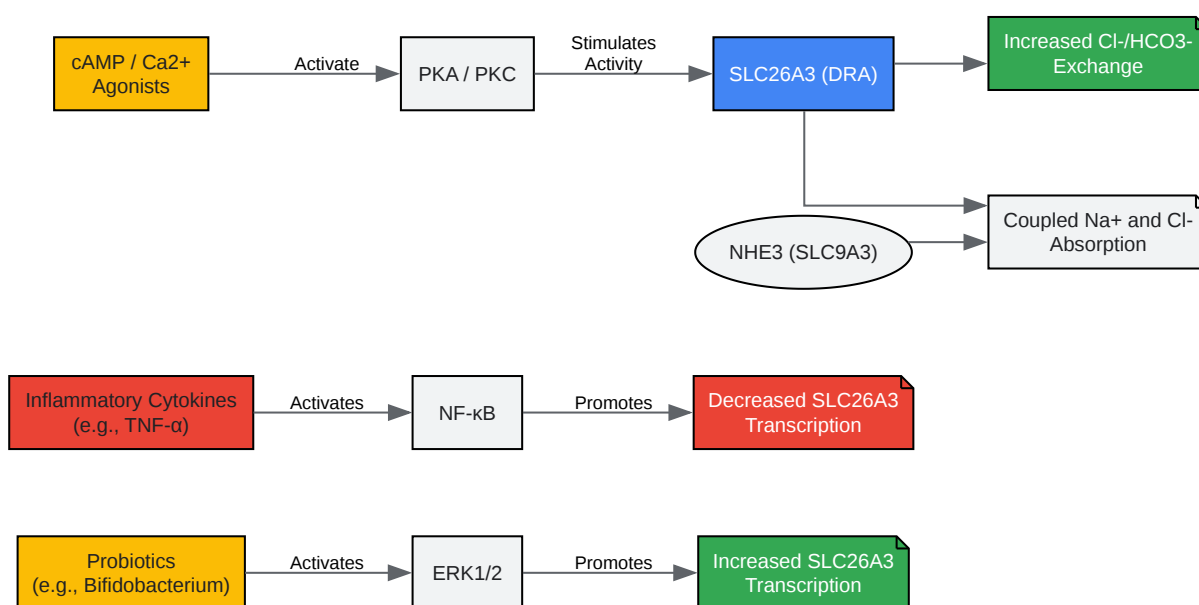 cAMP / Ca2+
Agonists
Activate
PKA / PKC
Stimulates
Activity
SLC26A3 (DRA)
Increased Cl-/HCO3-
Exchange
NHE3 (SLC9A3)
Coupled Na+ and Cl-
Absorption
Inflammatory Cytokines
(e.g., TNF-α)
Activates
NF-κB
Promotes
Decreased SLC26A3
Transcription
Probiotics
(e.g., Bifidobacterium)
Activates
ERK1/2
Promotes
Increased SLC26A3
Transcription